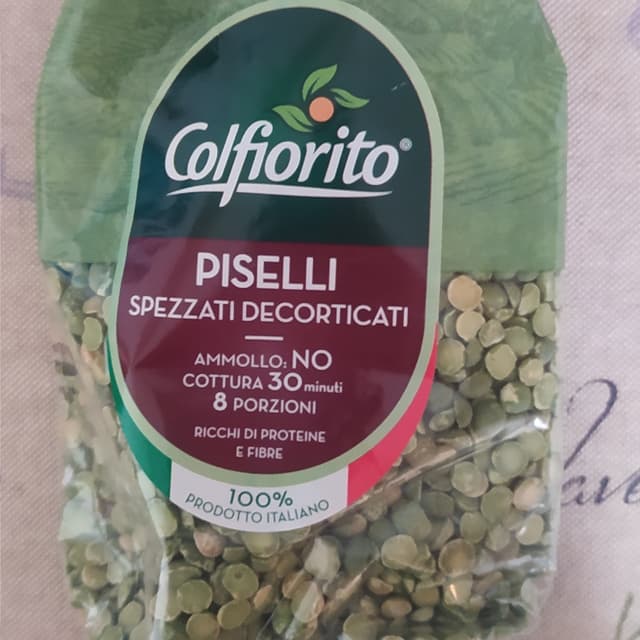 Colfiorito®
PISELLI
SPEZZATI DECORTICATI
AMMOLLO: NO
COTTURA 30 minuti
8 PORZIONI
RICCHI DI PROTEINE
E FIBRE
100%
PRODOTTO ITALIANO